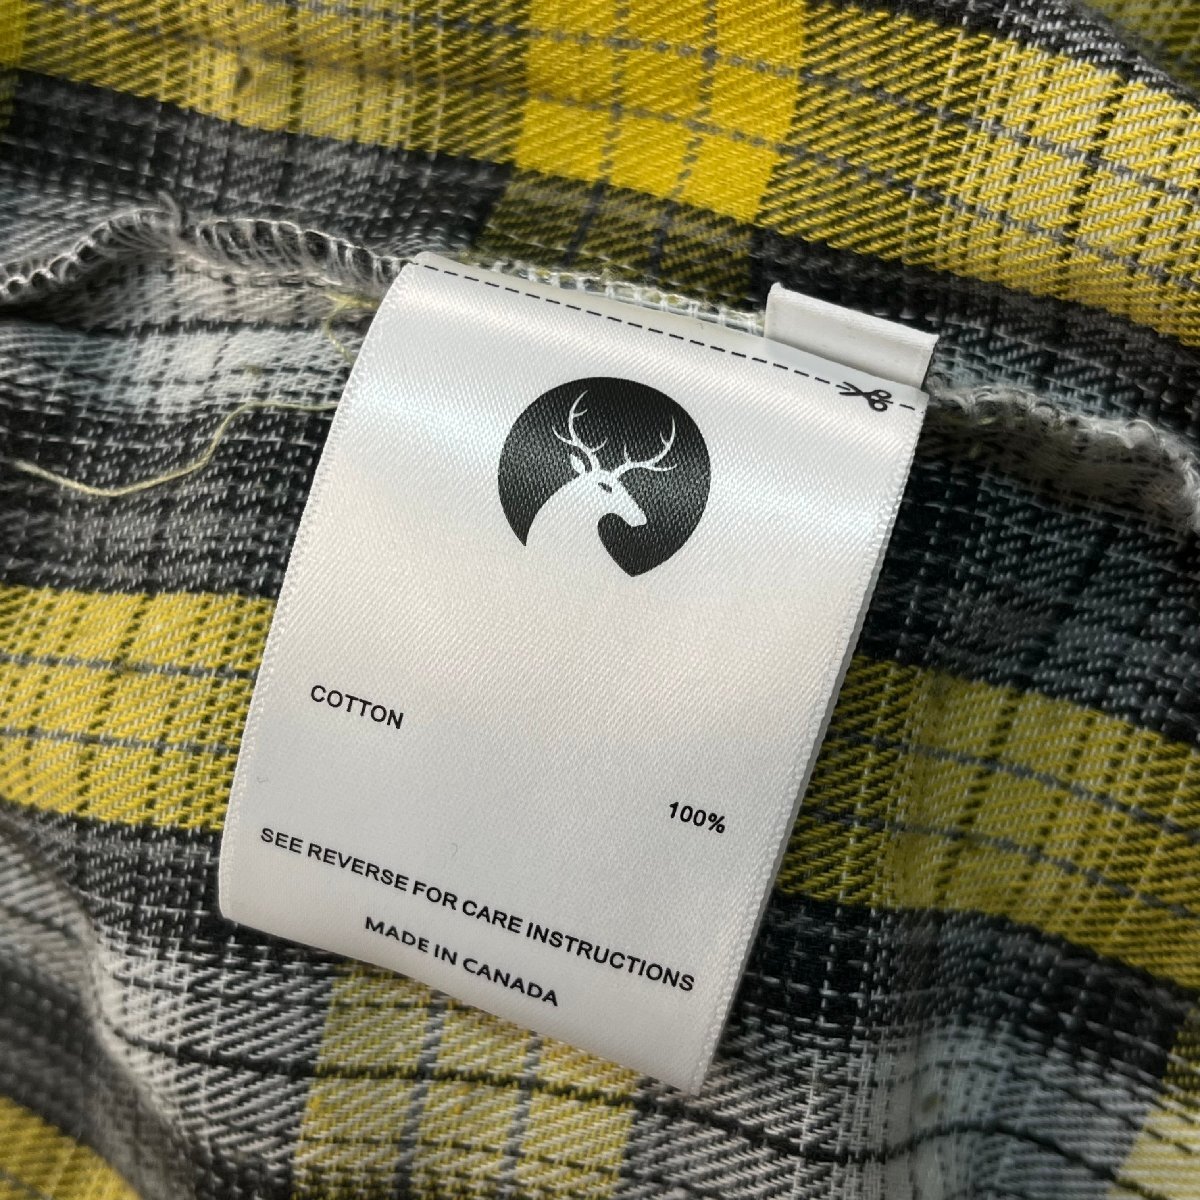 COTTON
100%
SEE REVERSE FOR CARE INSTRUCTIONS
MADE IN CANADA